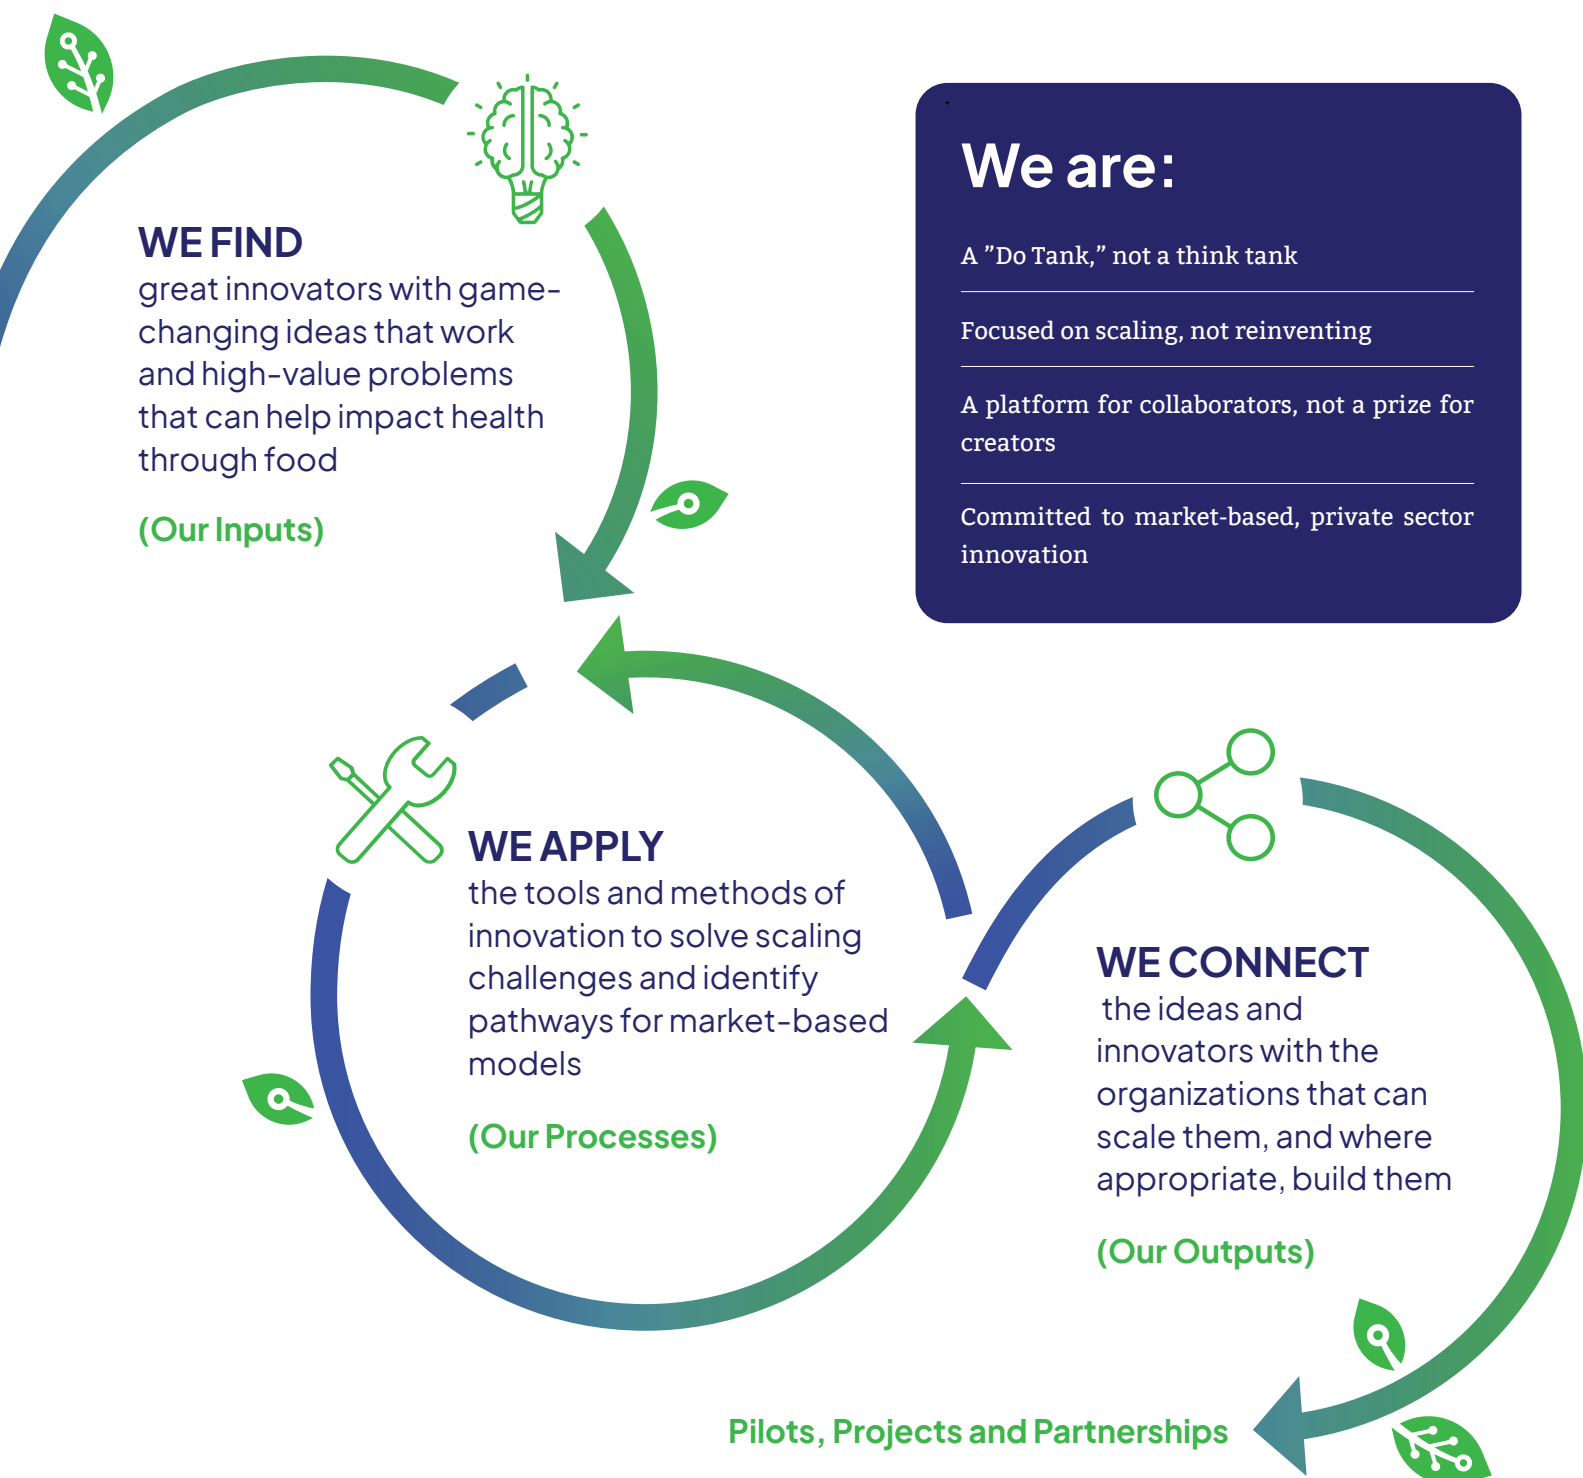 WE FIND
great innovators with game-
changing ideas that work
and high-value problems
that can help impact health
through food
(Our Inputs)
We are:
A ”Do Tank,” not a think tank
Focused on scaling, not reinventing
A platform for collaborators, not a prize for
creators
Committed to market-based, private sector
innovation
WE APPLY
the tools and methods of
innovation to solve scaling
challenges and identify
pathways for market-based
models
(Our Processes)
WE CONNECT
the ideas and
innovators with the
organizations that can
scale them, and where
appropriate, build them
(Our Outputs)
Pilots, Projects and Partnerships